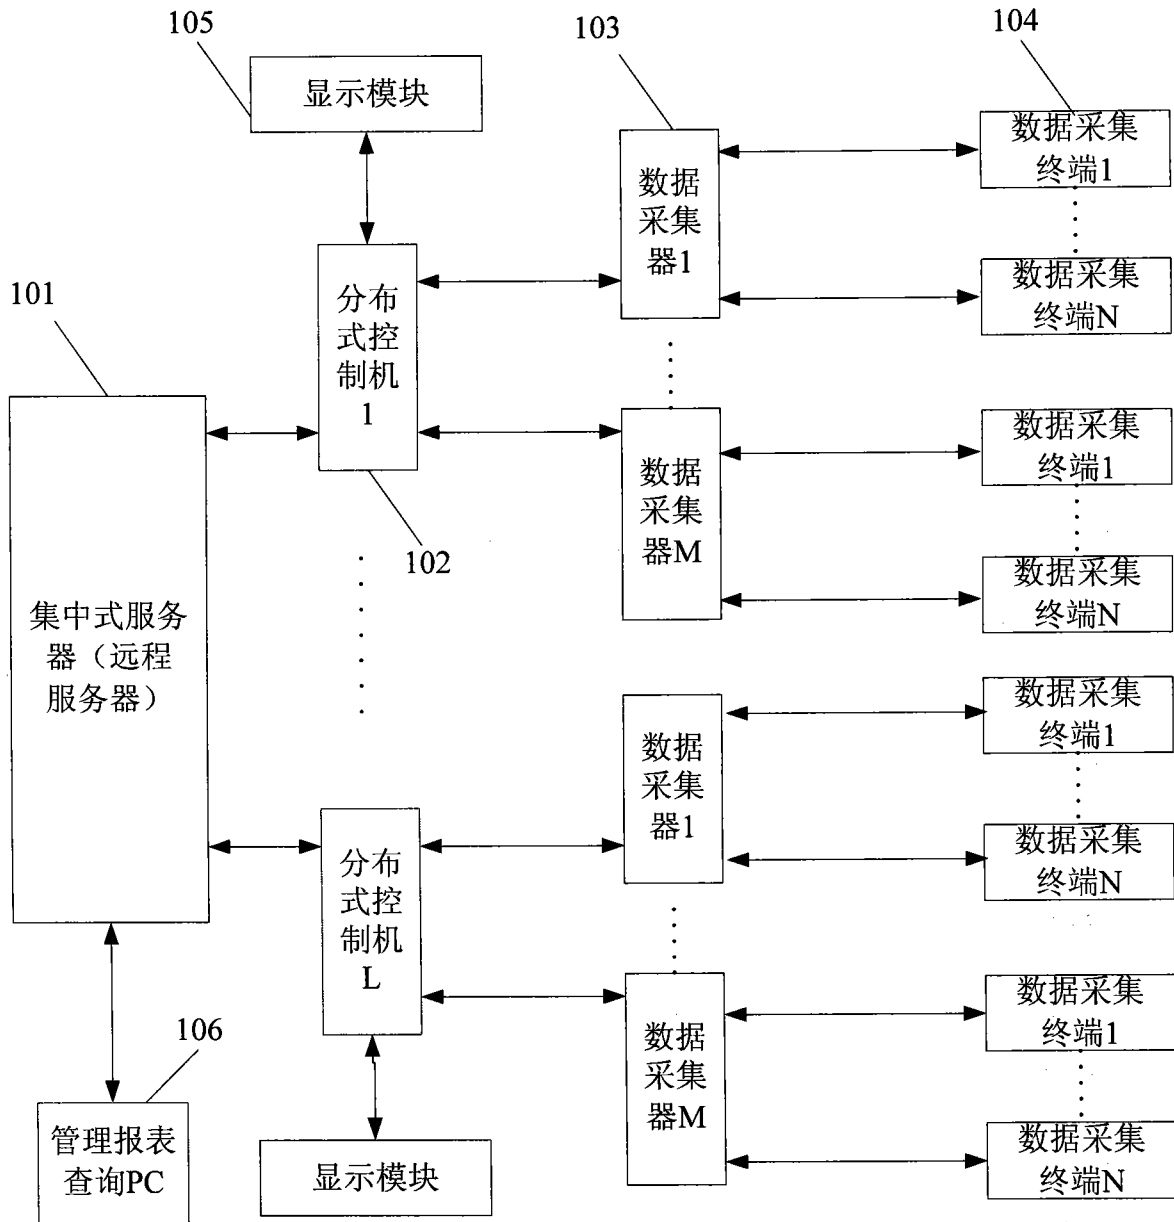 105
显示模块
103
104
数据采集
终端1
数据
采集
器1
数据采集
终端N
101
分布
式控
制机
1
102
数据
采集
器M
数据采集
终端1
数据采集
终端N
集中式服务
器（远程
服务器）
数据
采集
器1
数据采集
终端1
数据采集
终端N
分布
式控
制机
L
数据
采集
器M
数据采集
终端1
数据采集
终端N
106
管理报表
查询PC
显示模块